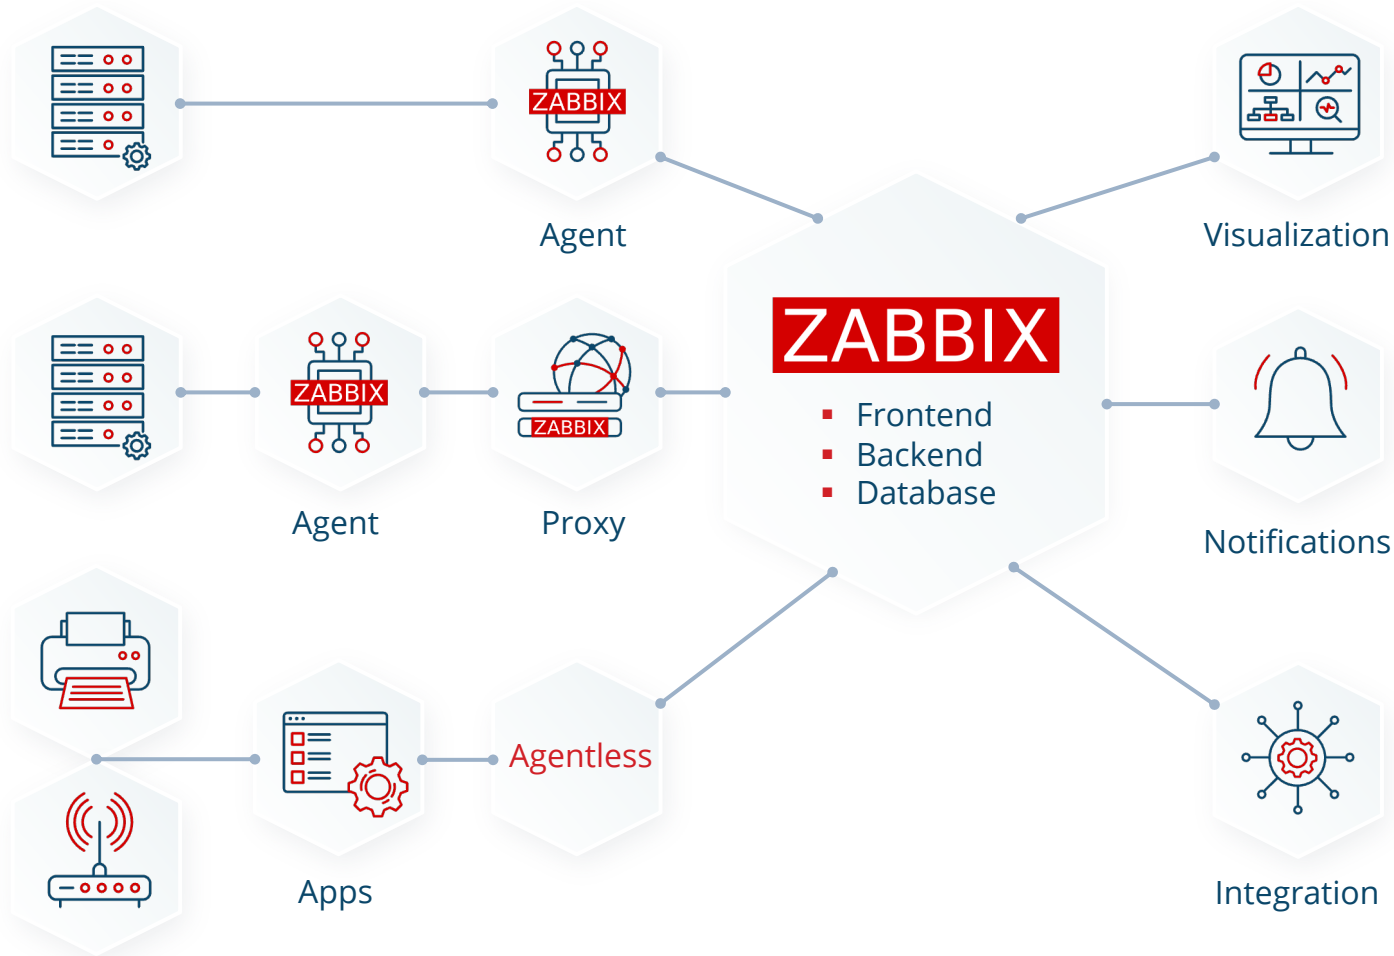 ZABBIX
Agent
Visualization
ZABBIX
Agent
ZABBIX
Proxy
ZABBIX
▪ Frontend
▪ Backend
▪ Database
Notifications
Apps
Agentless
Integration